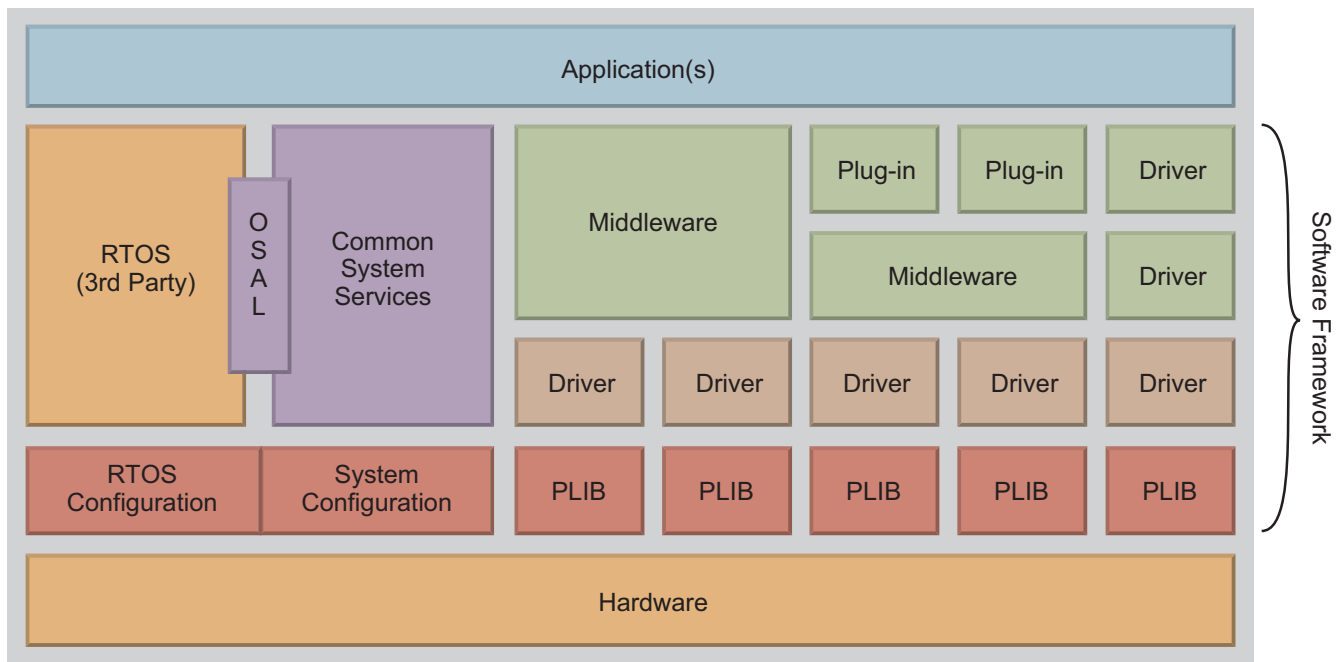 Application(s)
RTOS
(3rd Party)
O
S
A
L
Common
System
Services
Middleware
Plug-in
Plug-in
Driver
Middleware
Driver
Driver
Driver
Driver
Driver
Driver
RTOS
Configuration
System
Configuration
PLIB
PLIB
PLIB
PLIB
PLIB
Hardware
Software Framework